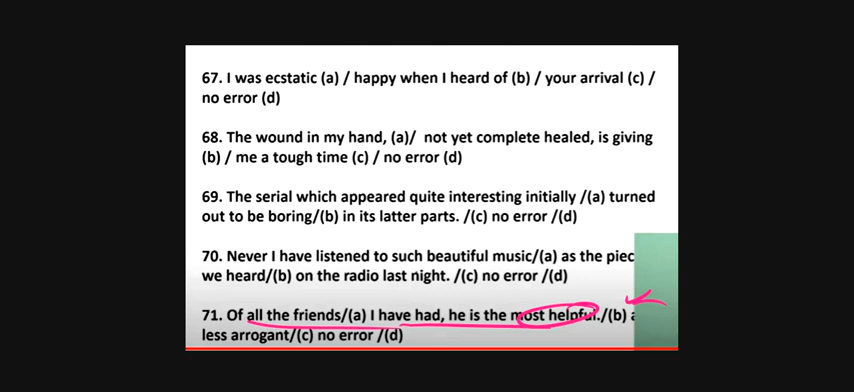 67. I was ecstatic (a) / happy when I heard of (b) / your arrival (c) /
no error (d)
68. The wound in my hand, (a)/ not yet complete healed, is giving
(b) / me a tough time (c) / no error (d)
69. The serial which appeared quite interesting initially /(a) turned
out to be boring/(b) in its latter parts. /(c) no error /(d)
70. Never I have listened to such beautiful music/(a) as the piec
we heard/(b) on the radio last night. /(c) no error /(d)
71. Of all the friends/(a) I have had, he is the most helpful./(b)
less arrogant/(c) no error /(d)